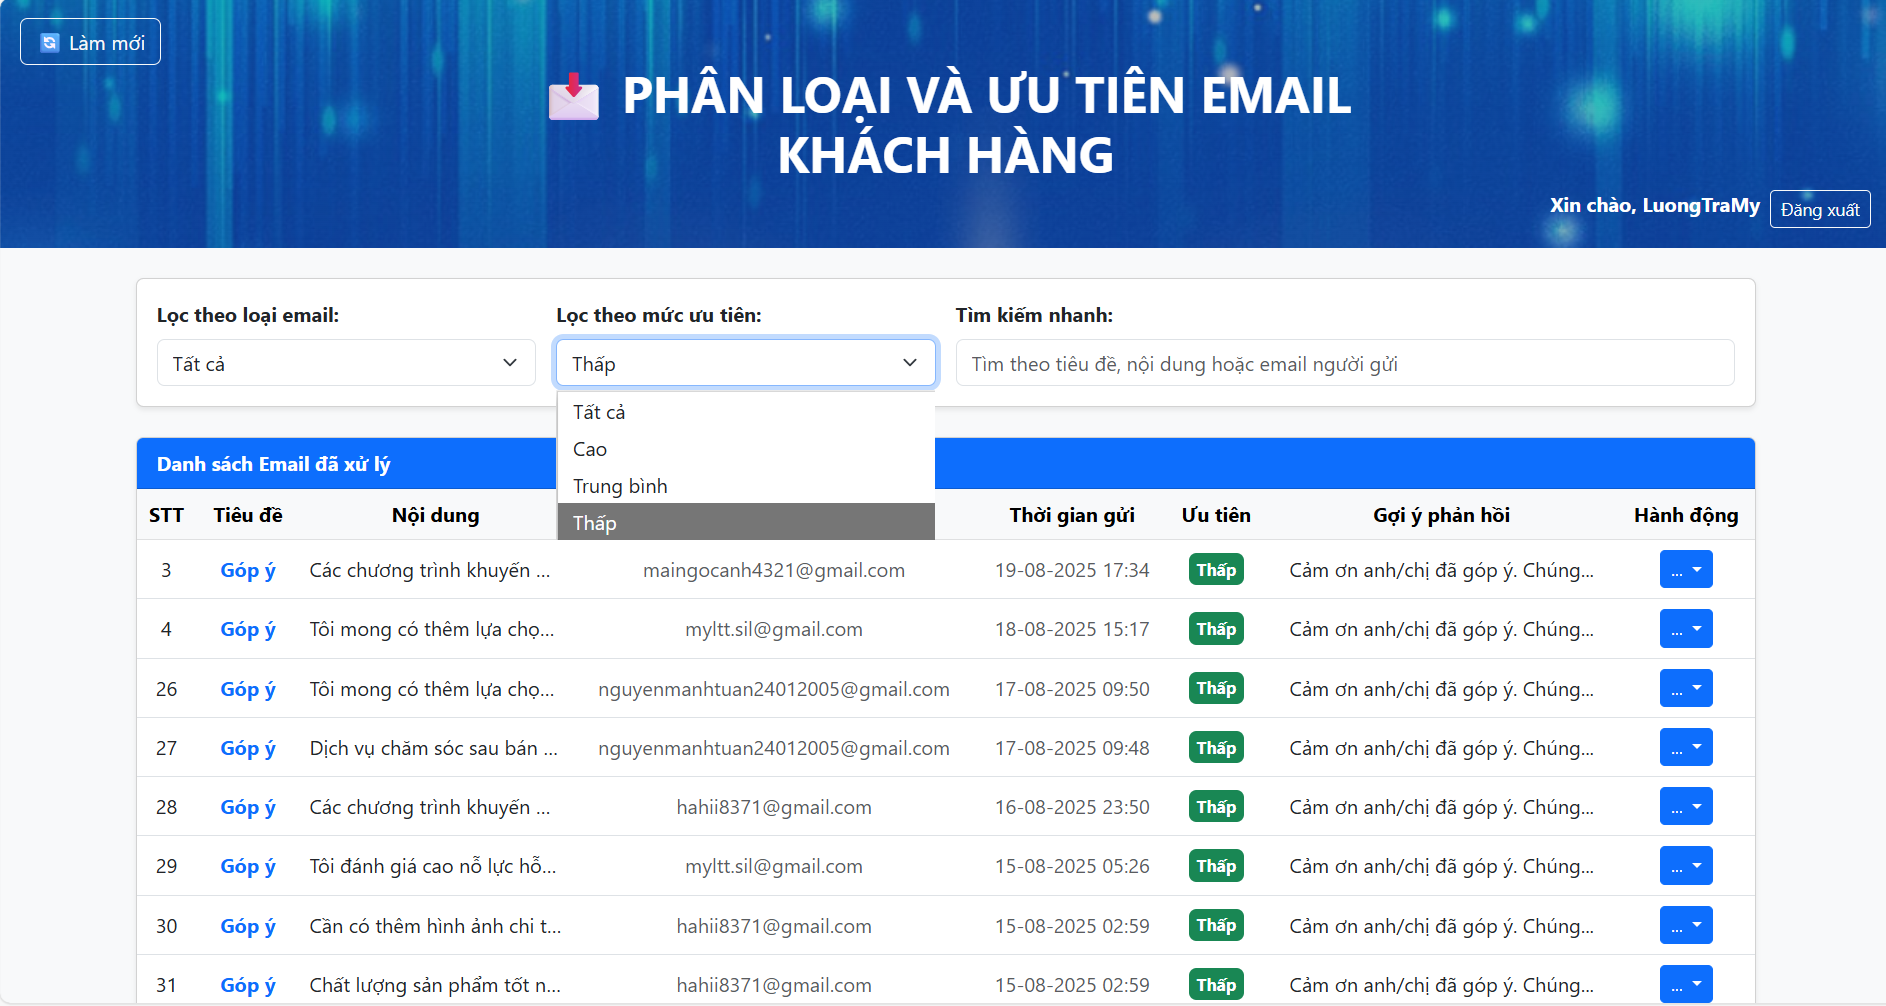 Làm mới
PHÂN LOẠI VÀ ƯU TIÊN EMAIL
KHÁCH HÀNG
Xin chào, LuongTraMy Đăng xuất
Lọc theo loại email: Lọc theo mức ưu tiên: Tìm kiếm nhanh:
Tất cả Thấp Tìm theo tiêu đề, nội dung hoặc email người gửi
Tất cả
Cao
Trung bình
Thấp
Danh sách Email đã xử lý
STT Tiêu đề Nội dung Thời gian gửi Ưu tiên Gợi ý phản hồi Hành động
3 Góp ý Các chương trình khuyến ... maingocanh4321@gmail.com 19-08-2025 17:34 Thấp Cảm ơn anh/chị đã góp ý. Chúng... ...
4 Góp ý Tôi mong có thêm lựa chọ... myltt.sil@gmail.com 18-08-2025 15:17 Thấp Cảm ơn anh/chị đã góp ý. Chúng... ...
26 Góp ý Tôi mong có thêm lựa chọ... nguyenmanhtuan24012005@gmail.com 17-08-2025 09:50 Thấp Cảm ơn anh/chị đã góp ý. Chúng... ...
27 Góp ý Dịch vụ chăm sóc sau bán ... nguyenmanhtuan24012005@gmail.com 17-08-2025 09:48 Thấp Cảm ơn anh/chị đã góp ý. Chúng... ...
28 Góp ý Các chương trình khuyến ... hahii8371@gmail.com 16-08-2025 23:50 Thấp Cảm ơn anh/chị đã góp ý. Chúng... ...
29 Góp ý Tôi đánh giá cao nỗ lực hỗ... myltt.sil@gmail.com 15-08-2025 05:26 Thấp Cảm ơn anh/chị đã góp ý. Chúng... ...
30 Góp ý Cần có thêm hình ảnh chi t... hahii8371@gmail.com 15-08-2025 02:59 Thấp Cảm ơn anh/chị đã góp ý. Chúng... ...
31 Góp ý Chất lượng sản phẩm tốt n... hahii8371@gmail.com 15-08-2025 02:59 Thấp Cảm ơn anh/chị đã góp ý. Chúng... ...